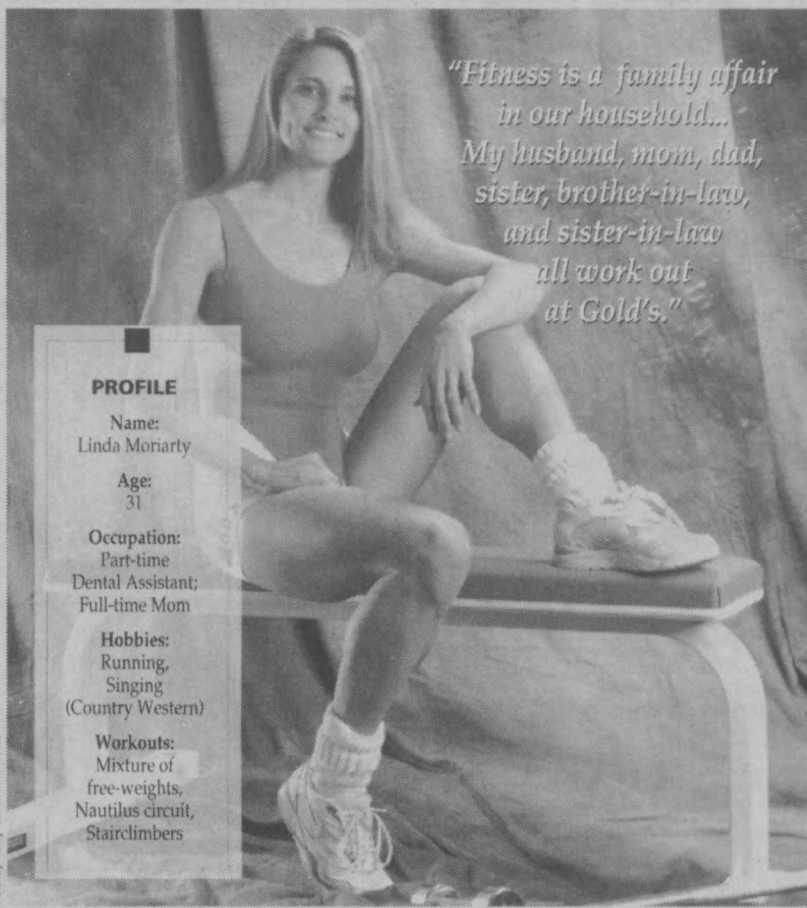 "Fitness is a family affair
in our household...
My husband, mom, dad,
sister, brother-in-law,
and sister-in-law
all work out
at Gold's."
PROFILE
Name:
Linda Moriarty
Age:
31
Occupation:
Part-time
Dental Assistant;
Full-time Mom
Hobbies:
Running,
Singing
(Country Western)
Workouts:
Mixture of
free-weights,
Nautilus circuit,
Stairclimbers